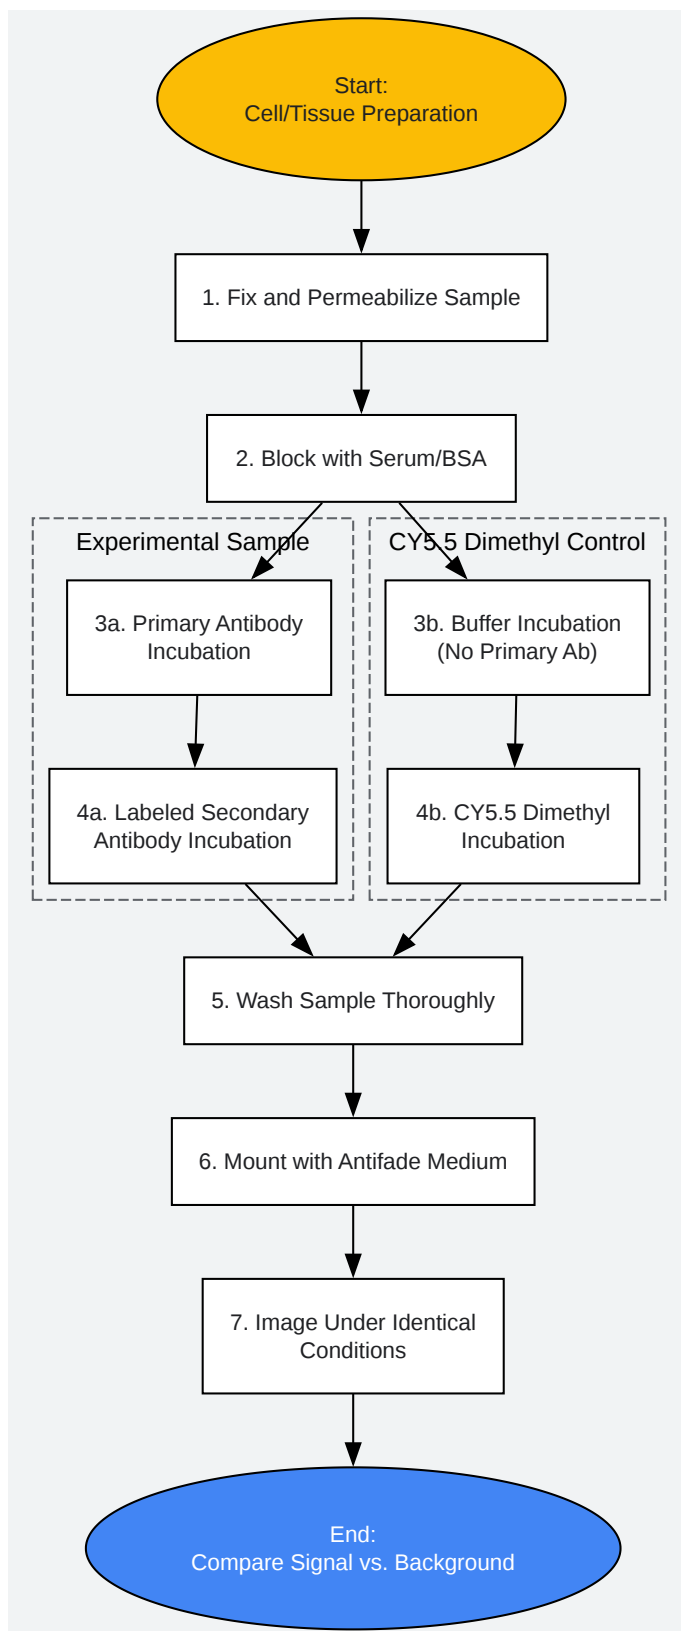 Start:
Cell/Tissue Preparation
1. Fix and Permeabilize Sample
2. Block with Serum/BSA
Experimental Sample
3a. Primary Antibody
Incubation
4a. Labeled Secondary
Antibody Incubation
CY5.5 Dimethyl Control
3b. Buffer Incubation
(No Primary Ab)
4b. CY5.5 Dimethyl
Incubation
5. Wash Sample Thoroughly
6. Mount with Antifade Medium
7. Image Under Identical
Conditions
End:
Compare Signal vs. Background